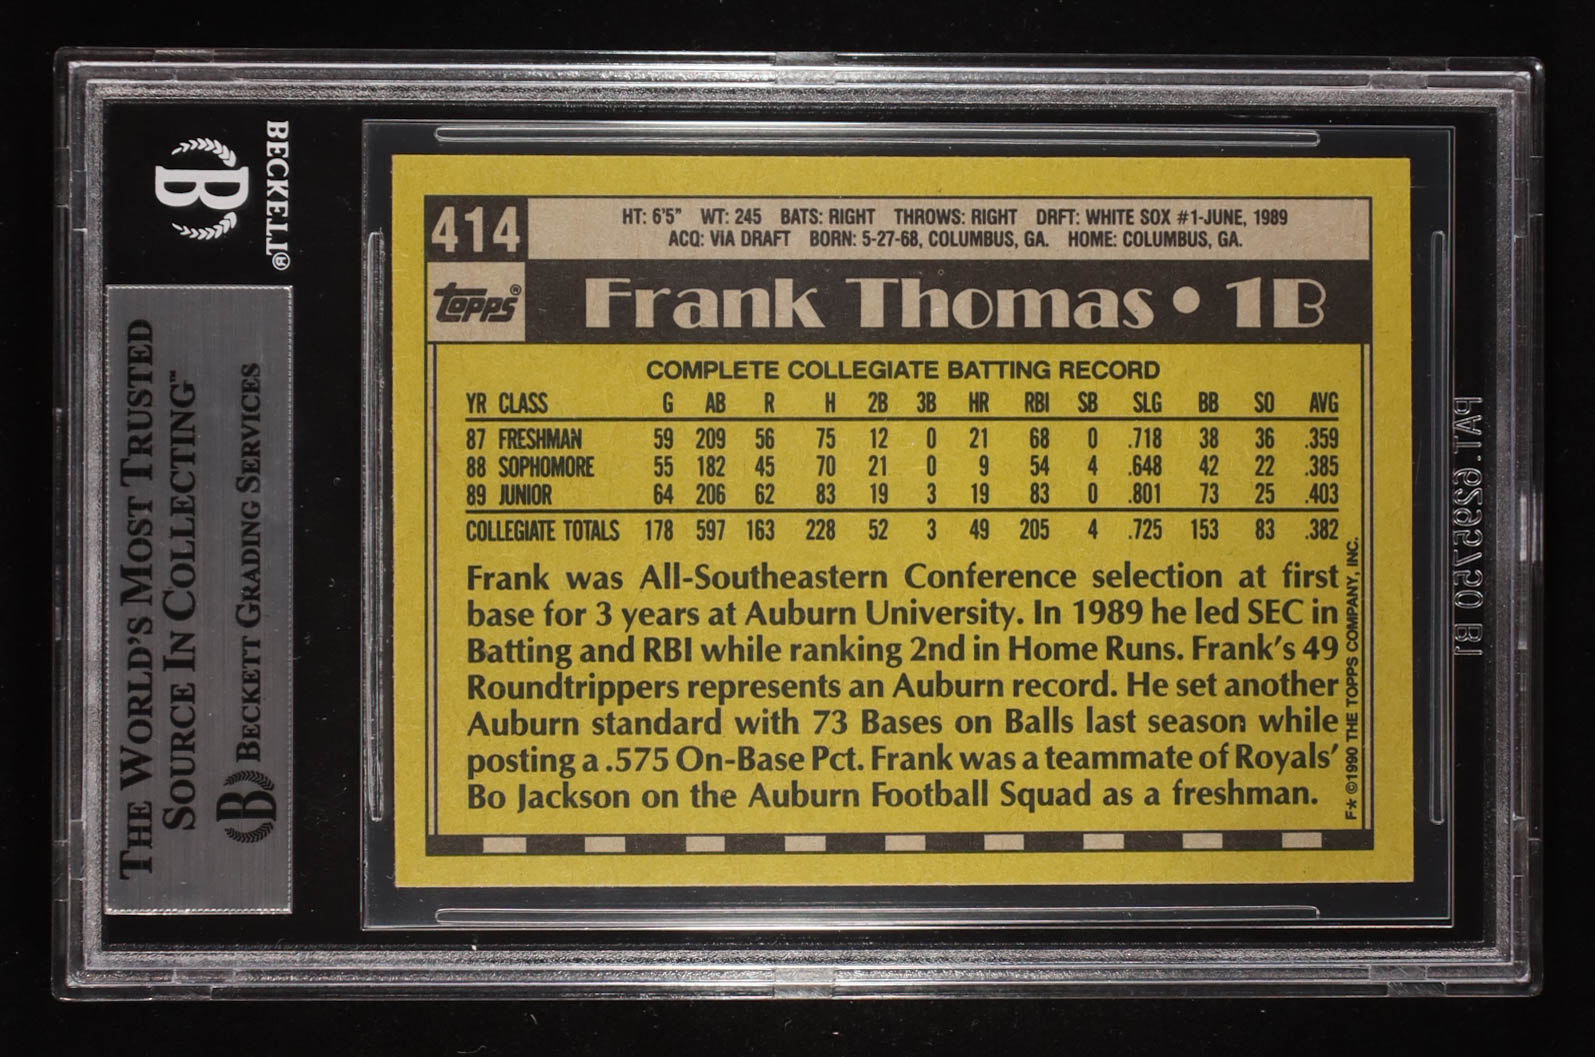 BECKETT®
B
THE WORLD'S MOST TRUSTED
SOURCE IN COLLECTING™
B BECKETT GRADING SERVICES
414
HT: 6'5" WT: 245 BATS: RIGHT THROWS: RIGHT DRFT: WHITE SOX #1-JUNE, 1989
ACQ: VIA DRAFT BORN: 5-27-68, COLUMBUS, GA. HOME: COLUMBUS, GA.
TOPPS®
Frank Thomas • 1B
COMPLETE COLLEGIATE BATTING RECORD
YR CLASS G AB R H 2B 3B HR RBI SB SLG BB SO AVG
87 FRESHMAN 59 209 56 75 12 0 21 68 0 .718 38 36 .359
88 SOPHOMORE 55 182 45 70 21 0 9 54 4 .648 42 22 .385
89 JUNIOR 64 206 62 83 19 3 19 83 0 .801 73 25 .403
COLLEGIATE TOTALS 178 597 163 228 52 3 49 205 4 .725 153 83 .382
Frank was All-Southeastern Conference selection at first
base for 3 years at Auburn University. In 1989 he led SEC in
Batting and RBI while ranking 2nd in Home Runs. Frank's 49
Roundtrippers represents an Auburn record. He set another
Auburn standard with 73 Bases on Balls last season while
posting a .575 On-Base Pct. Frank was a teammate of Royals'
Bo Jackson on the Auburn Football Squad as a freshman.
F* ©1990 THE TOPPS COMPANY, INC.